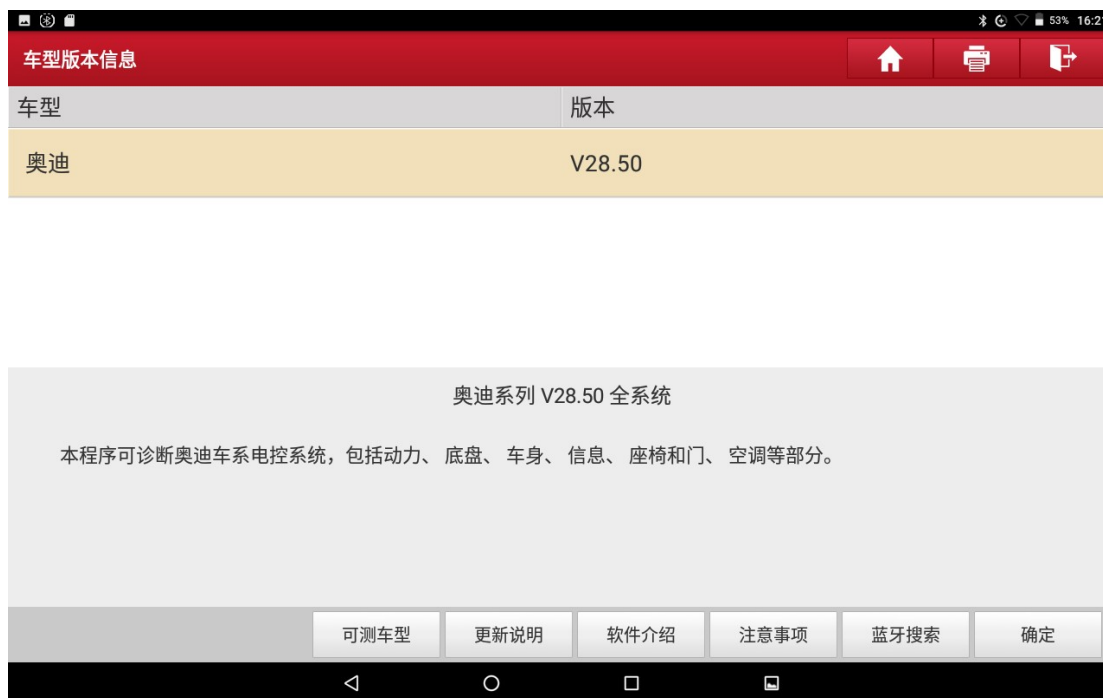 53% 16:2
车型版本信息
车型 版本
奥迪 V28.50
奥迪系列 V28.50 全系统
本程序可诊断奥迪车系电控系统，包括动力、 底盘、 车身、 信息、 座椅和门、 空调等部分。
可测车型 更新说明 软件介绍 注意事项 蓝牙搜索 确定